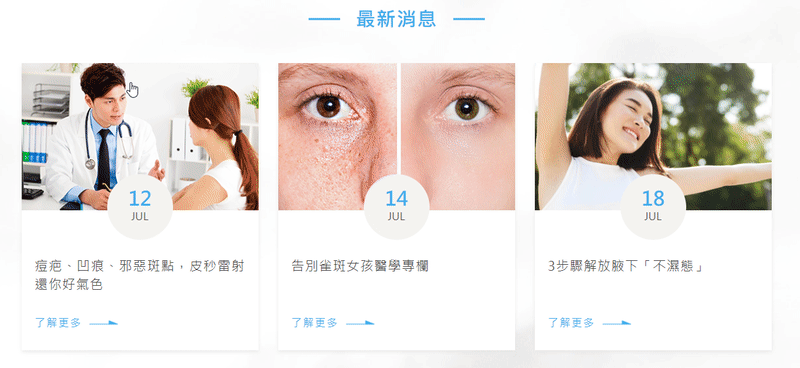 最新消息
12
JUL
痘疤、凹痕、邪惡斑點，皮秒雷射
還你好氣色
了解更多
14
JUL
告別雀斑女孩醫學專欄
了解更多
18
JUL
3步驟解放腋下「不濕態」
了解更多